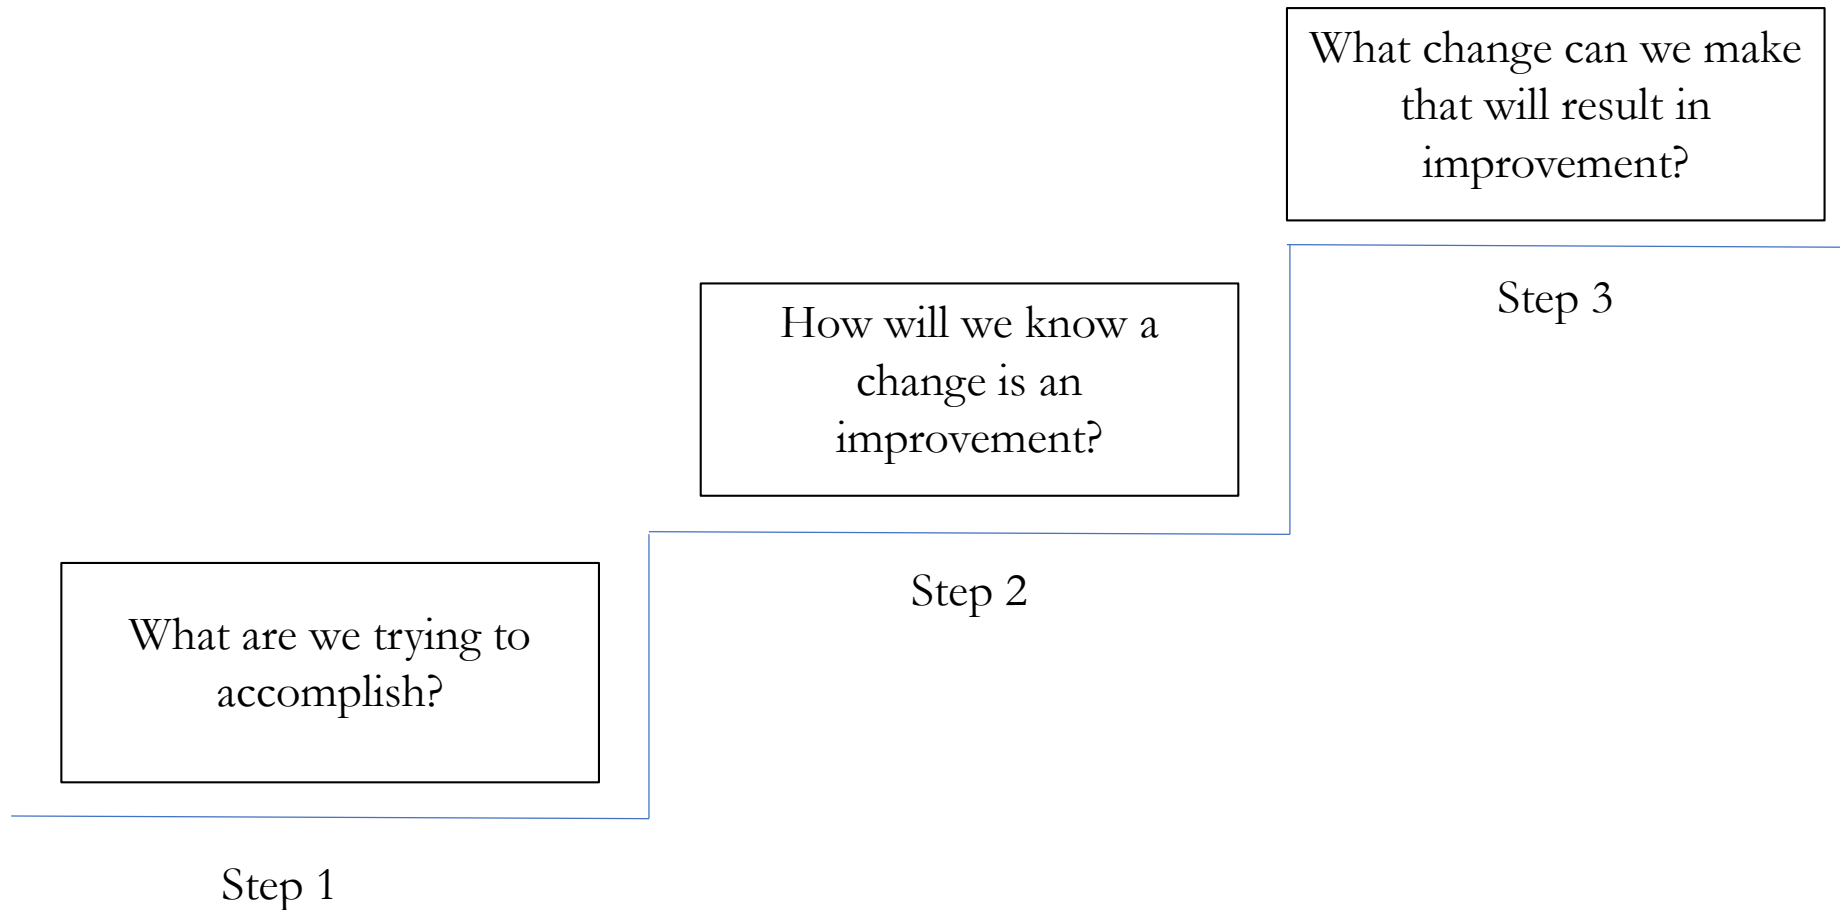 What change can we make
that will result in
improvement?
Step 3
How will we know a
change is an
improvement?
Step 2
What are we trying to
accomplish?
Step 1